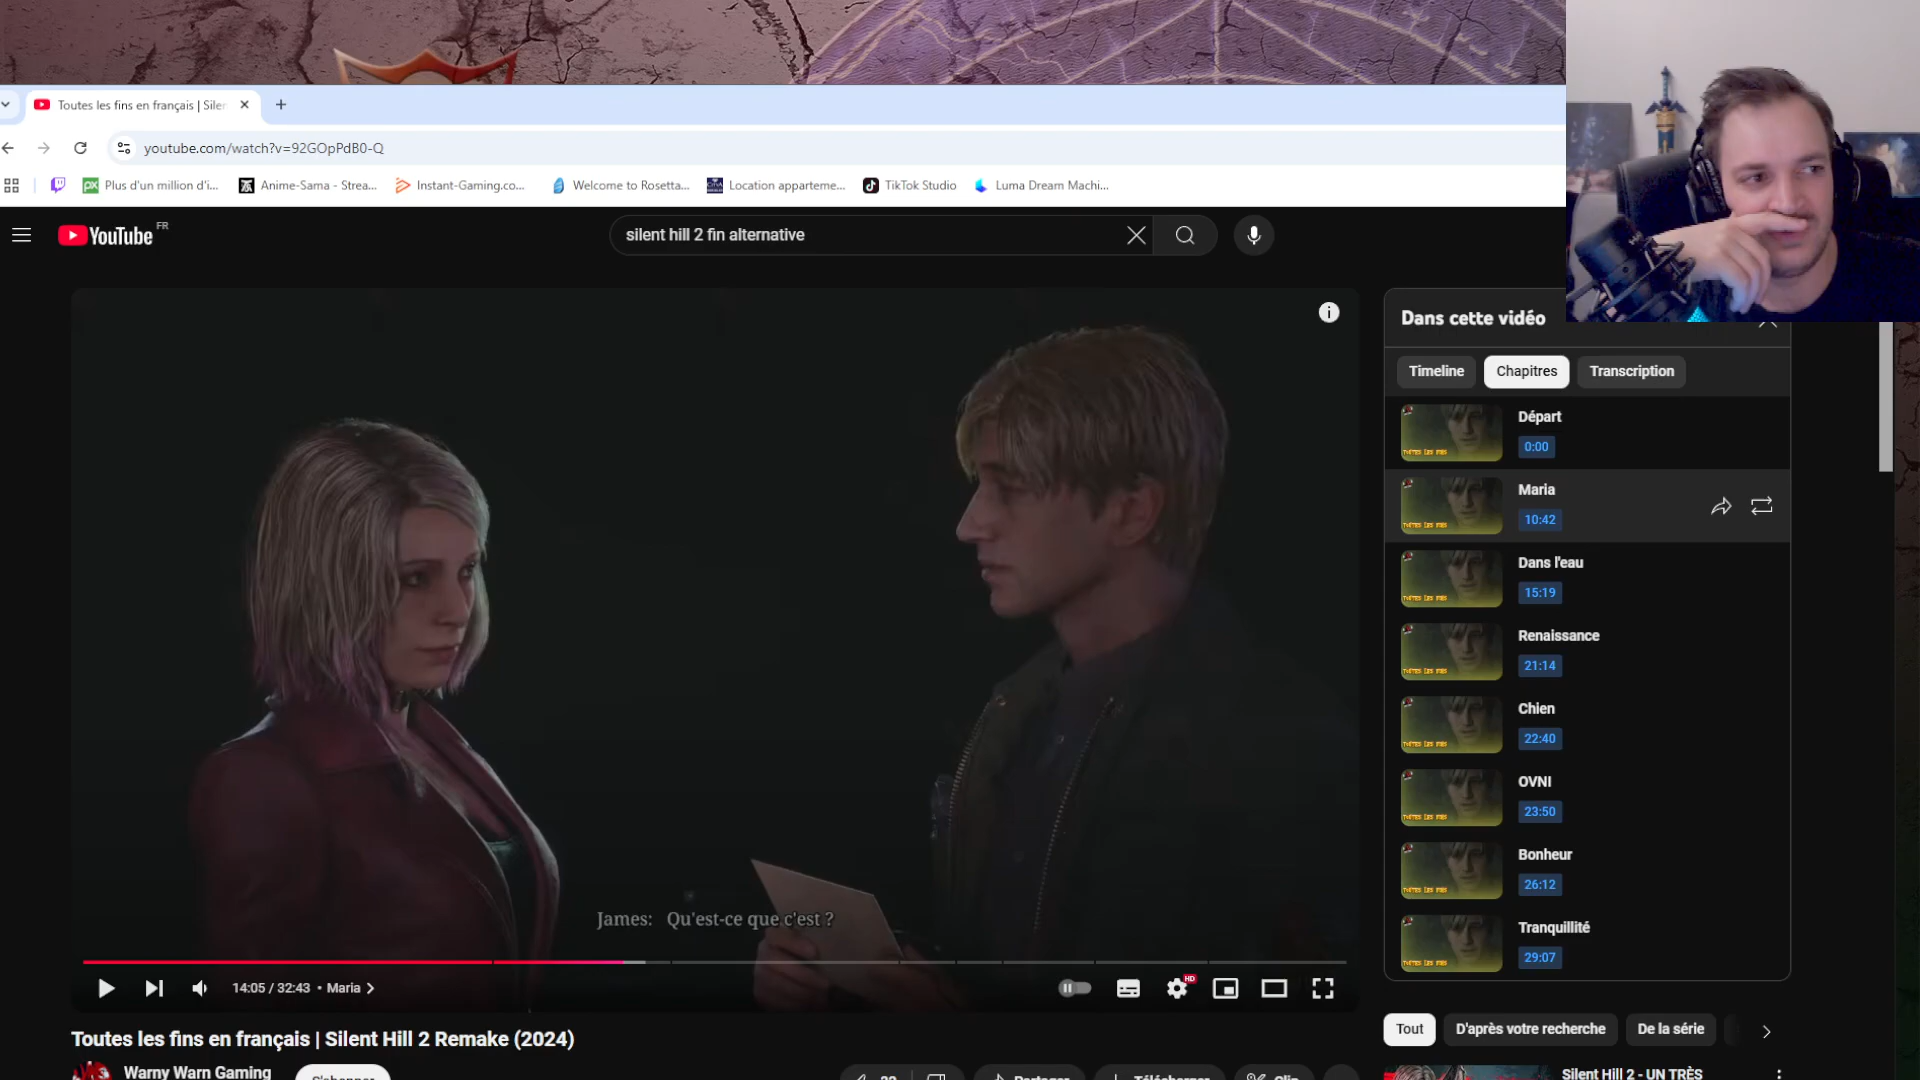 Toutes les fins en français | Siler
youtube.com/watch?v=92GOpPdB0-Q
Plus d'un million d'i...
Anime-Sama - Strea...
Instant-Gaming.co...
Welcome to Rosetta...
Location apparteme...
TikTok Studio
Luma Dream Machi...
YouTube FR
silent hill 2 fin alternative
Dans cette vidéo
Timeline
Chapitres
Transcription
Départ
0:00
Maria
10:42
Dans l'eau
15:19
Renaissance
21:14
Chien
22:40
OVNI
23:50
Bonheur
26:12
Tranquillité
29:07
James: Qu'est-ce que c'est ?
14:05 / 32:43 • Maria
HD
Toutes les fins en français | Silent Hill 2 Remake (2024)
Warny Warn Gaming
S'abonner
Partager
Télécharger
Clip
Tout
D'après votre recherche
De la série
Silent Hill 2 - UN TRÈS